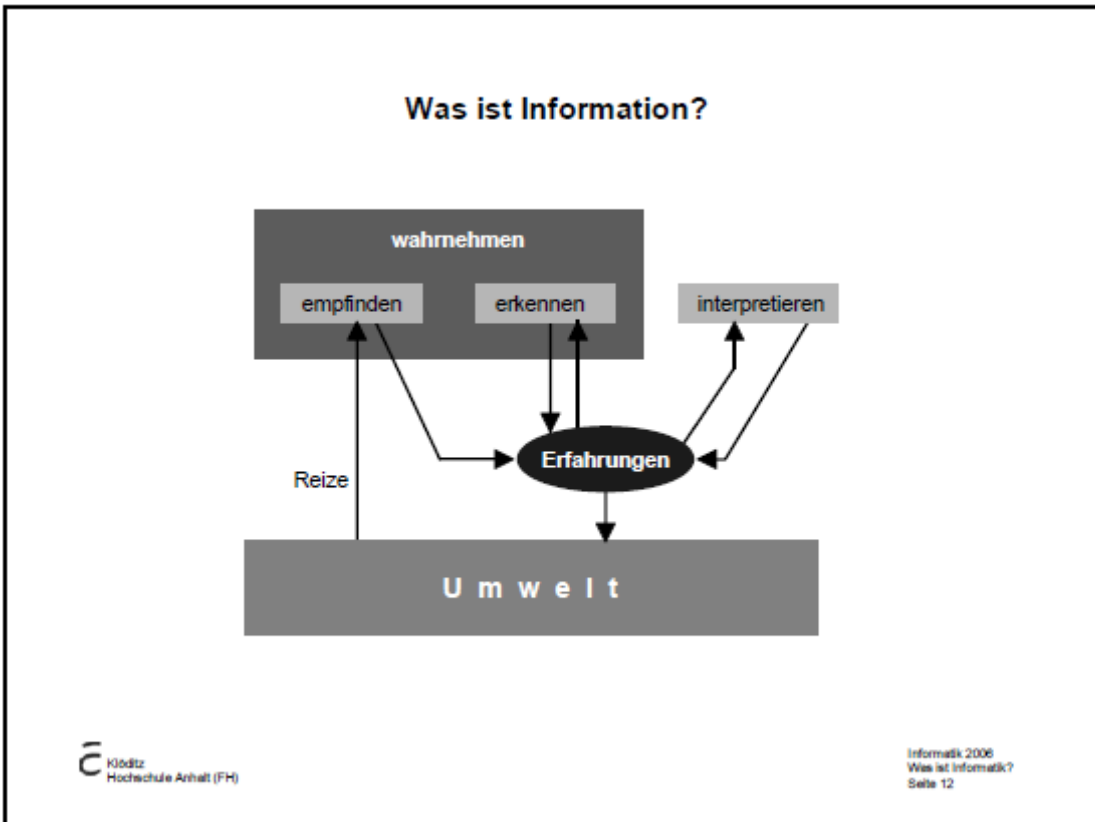 Was ist Information?
wahrnehmen
empfinden
erkennen
interpretieren
Erfahrungen
Reize
Umwelt
Klöditz
Hochschule Anhalt (FH)
Informatik 2006
Was ist Informatik?
Seite 12